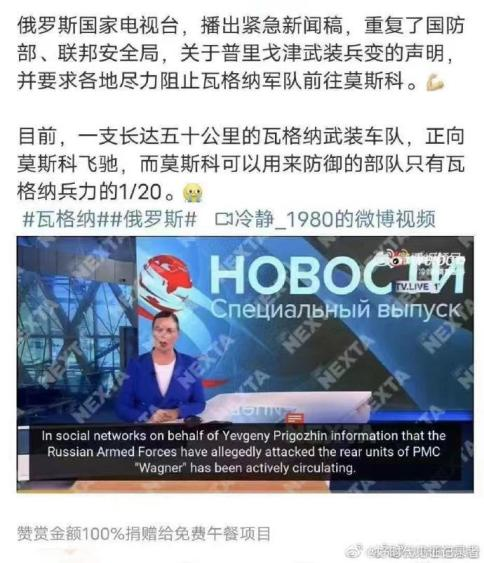 俄罗斯国家电视台，播出紧急新闻稿，重复了国防
部、联邦安全局，关于普里戈津武装兵变的声明，
并要求各地尽力阻止瓦格纳军队前往莫斯科。💪
目前，一支长达五十公里的瓦格纳武装车队，正向
莫斯科飞驰，而莫斯科可以用来防御的部队只有瓦
格纳兵力的1/20。😭
#瓦格纳##俄罗斯# 冷静_1980的微博视频
НОВОСТИ
TV.LIVE
Специальный выпуск
NEXTA
In social networks on behalf of Yevgeny Prigozhin information that the
Russian Armed Forces have allegedly attacked the rear units of PMC
"Wagner" has been actively circulating.
赞赏金额100%捐赠给免费午餐项目